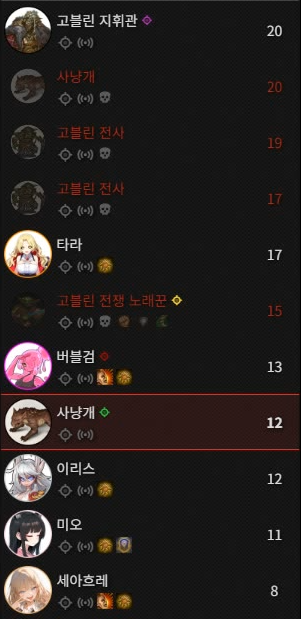 고블린 지휘관
20
사냥개
20
고블린 전사
19
고블린 전사
17
타라
17
고블린 전쟁 노래꾼
15
버블검
13
사냥개
12
이리스
12
미오
11
세아흐레
8